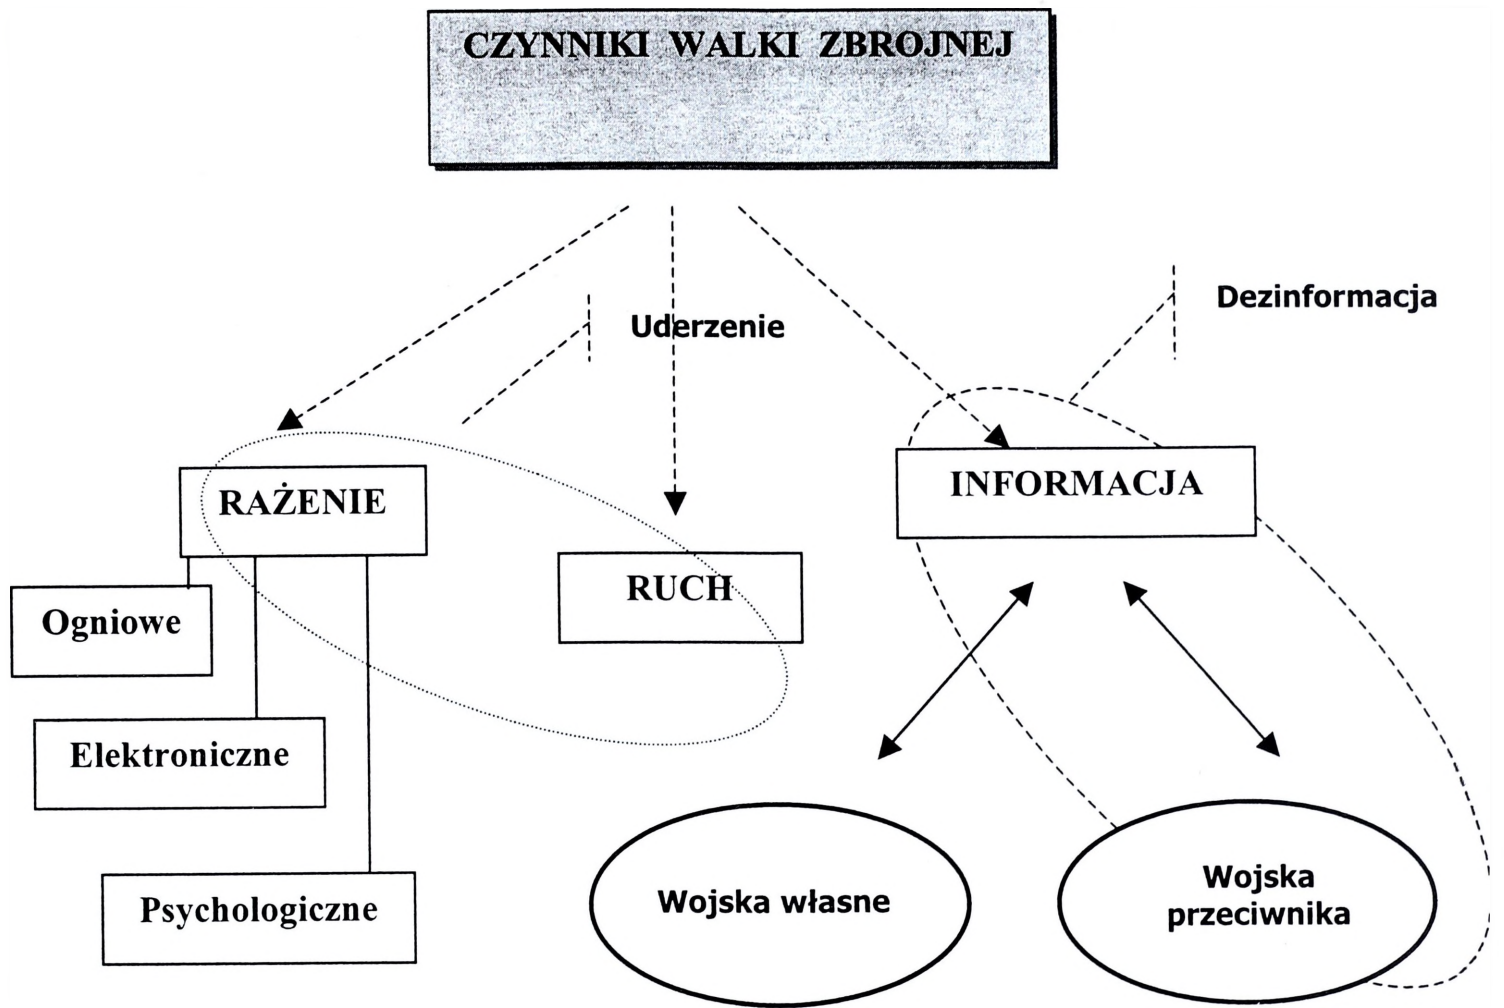 CZYNNIKI WALKI ZBROJNEJ
Dezinformacja
Uderzenie
RAŻENIE
INFORMACJA
RUCH
Ogniowe
Elektroniczne
Psychologiczne
Wojska własne
Wojska
przeciwnika